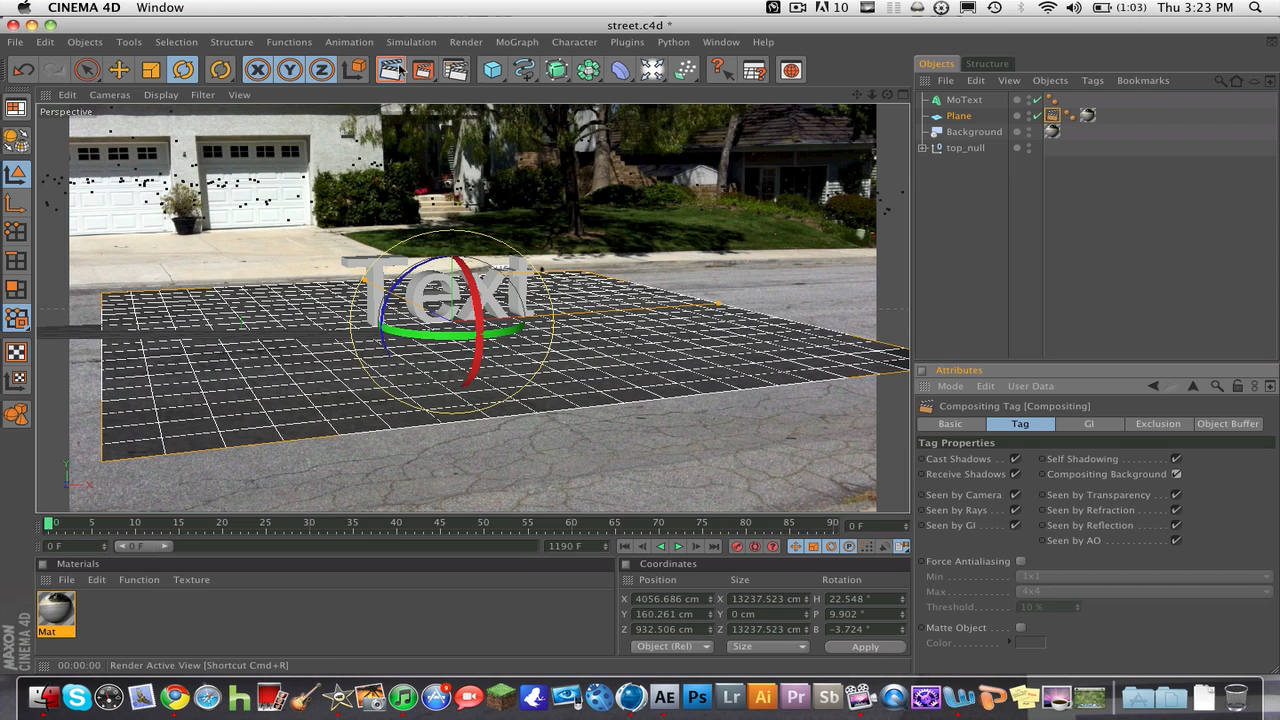 CINEMA 4D Window 10 (1:03) Thu 3:23 PM
street.c4d *
File Edit Objects Tools Selection Structure Functions Animation Simulation Render MoGraph Character Plugins Python Window Help
X Y Z
Edit Cameras Display Filter View
Perspective
Text
Y
X
0 5 10 15 20 25 30 35 40 45 50 55 60 65 70 75 80 85 90 0 F
0 F 0 F 1190 F
Materials
File Edit Function Texture
Mat
Coordinates
Position Size Rotation
X 4056.686 cm X 13237.523 cm H 22.548 °
Y 160.261 cm Y 0 cm P 9.902 °
Z 932.506 cm Z 13237.523 cm B -3.724 °
Object (Rel) Size Apply
MAXON CINEMA 4D
00:00:00 Render Active View [Shortcut Cmd+R]
Objects Structure
File Edit View Objects Tags Bookmarks
MoText
Plane
Background
top_null
Attributes
Mode Edit User Data
Compositing Tag [Compositing]
Basic Tag GI Exclusion Object Buffer
Tag Properties
Cast Shadows Self Shadowing
Receive Shadows Compositing Background
Seen by Camera Seen by Transparency
Seen by Rays Seen by Refraction
Seen by GI Seen by Reflection
Seen by AO
Force Antialiasing
Min 1x1
Max 4x4
Threshold 10 %
Matte Object
Color
h AE Ps Lr Ai Pr Sb W P